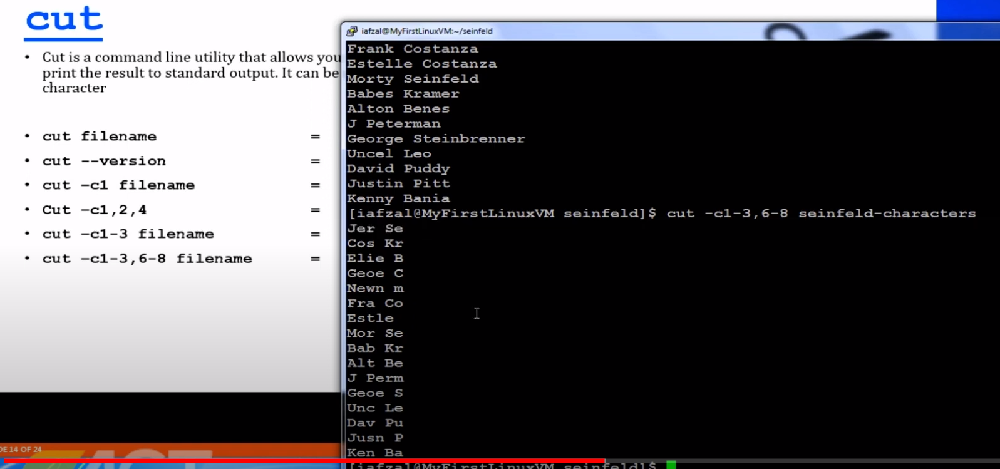 cut
• Cut is a command line utility that allows you
print the result to standard output. It can be
character
• cut filename =
• cut --version =
• cut –c1 filename =
• Cut –c1,2,4 =
• cut –c1-3 filename =
• cut –c1-3,6-8 filename =
DE 14 OF 24
iafzal@MyFirstLinuxVM:~/seinfeld
Frank Costanza
Estelle Costanza
Morty Seinfeld
Babes Kramer
Alton Benes
J Peterman
George Steinbrenner
Uncel Leo
David Puddy
Justin Pitt
Kenny Bania
[iafzal@MyFirstLinuxVM seinfeld]$ cut -c1-3,6-8 seinfeld-characters
Jer Se
Cos Kr
Elie B
Geoe C
Newn m
Fra Co
Estle
Mor Se
Bab Kr
Alt Be
J Perm
Geoe S
Unc Le
Dav Pu
Jusn P
Ken Ba
[iafzal@MyFirstLinuxVM seinfeld]$